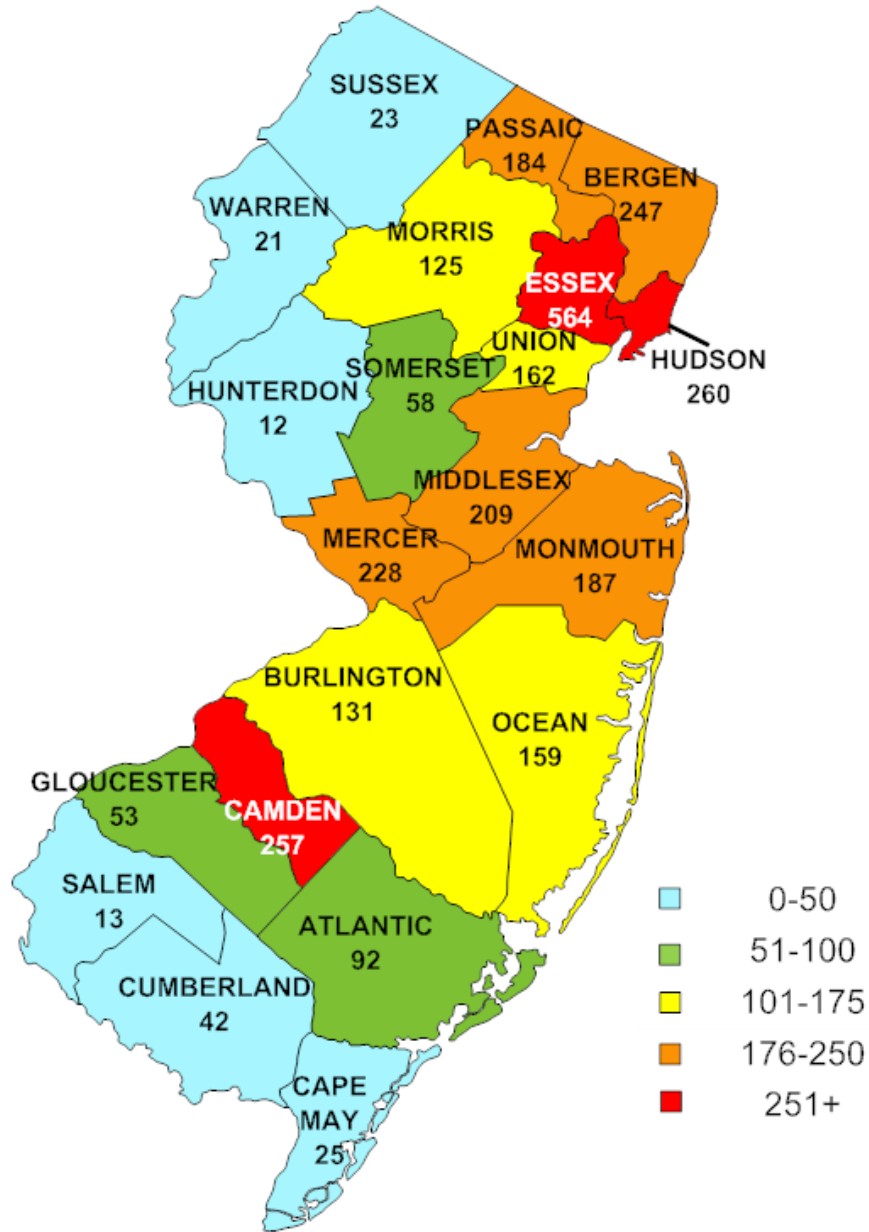 SUSSEX
23
PASSAIC
184
BERGEN
247
WARREN
21
MORRIS
125
ESSEX
564
HUDSON
260
UNION
162
SOMERSET
58
HUNTERDON
12
MIDDLESEX
209
MERCER
228
MONMOUTH
187
BURLINGTON
131
OCEAN
159
GLOUCESTER
53
CAMDEN
257
SALEM
13
ATLANTIC
92
CUMBERLAND
42
CAPE
MAY
25
0-50
51-100
101-175
176-250
251+